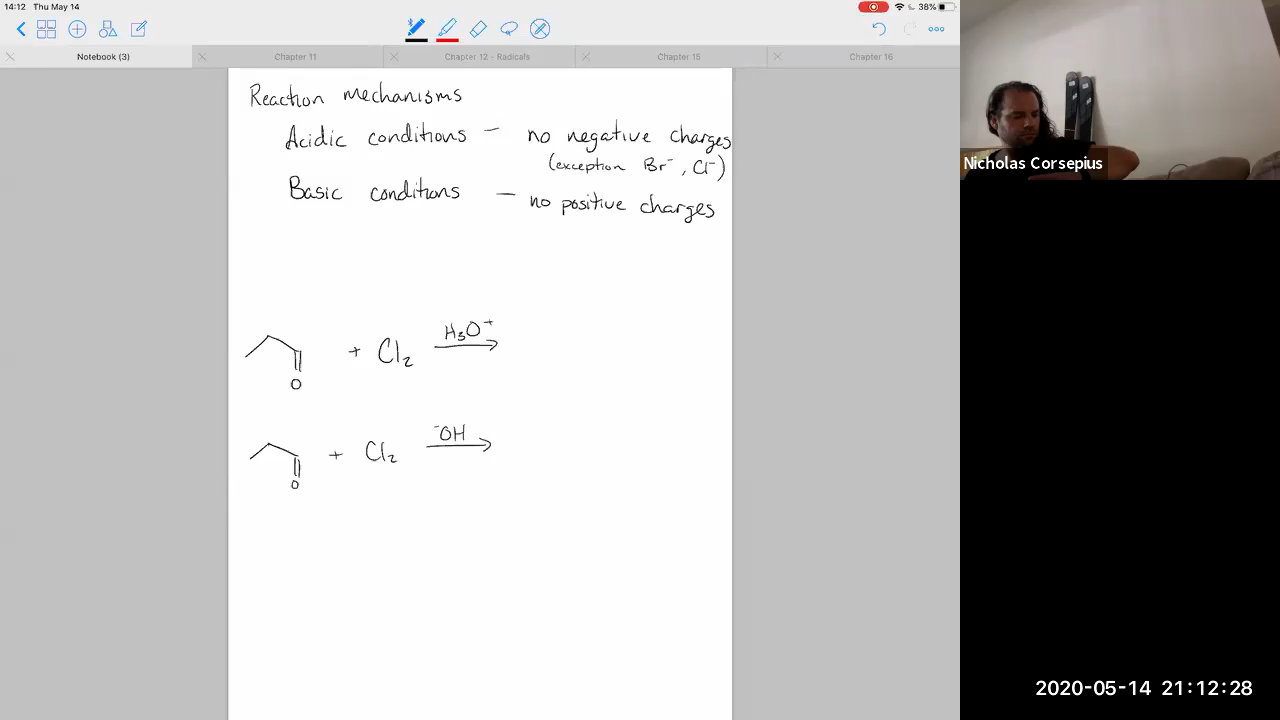 14:12 Thu May 14
38%
Notebook (3)
Chapter 11
Chapter 12 - Radicals
Chapter 15
Chapter 16
Reaction mechanisms
Acidic conditions — no negative charges
(exception Br⁻, Cl⁻)
Basic conditions — no positive charges
H₃O⁺
+ Cl₂
O
⁻OH
+ Cl₂
O
Nicholas Corsepius
2020-05-14 21:12:28